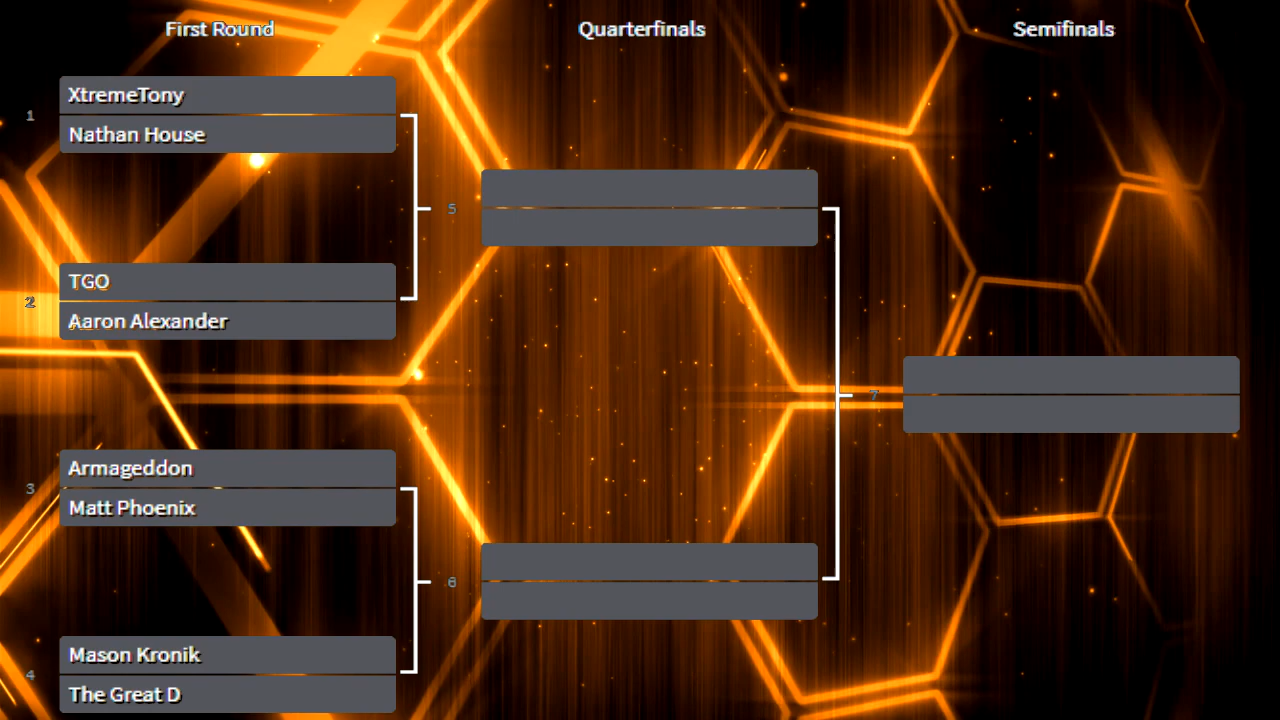 First Round
Quarterfinals
Semifinals
1
XtremeTony
Nathan House
5
2
TGO
Aaron Alexander
7
3
Armageddon
Matt Phoenix
6
4
Mason Kronik
The Great D